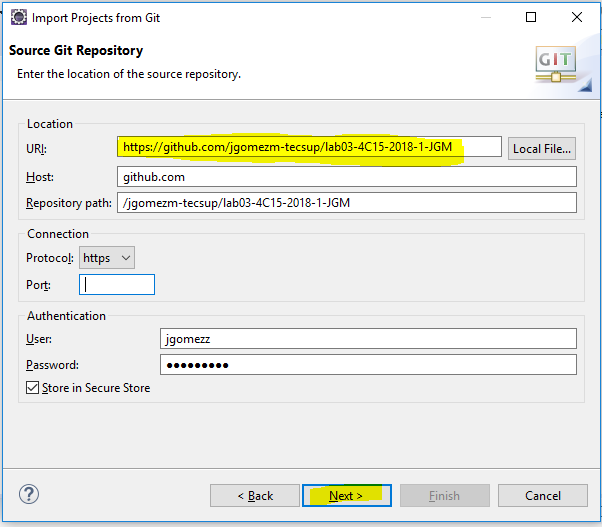 Import Projects from Git
Source Git Repository
Enter the location of the source repository.
GIT
Location
URI: https://github.com/jgomezm-tecsup/lab03-4C15-2018-1-JGM Local File...
Host: github.com
Repository path: /jgomezm-tecsup/lab03-4C15-2018-1-JGM
Connection
Protocol: https
Port:
Authentication
User: jgomezz
Password: ●●●●●●●●●
Store in Secure Store
? < Back Next > Finish Cancel